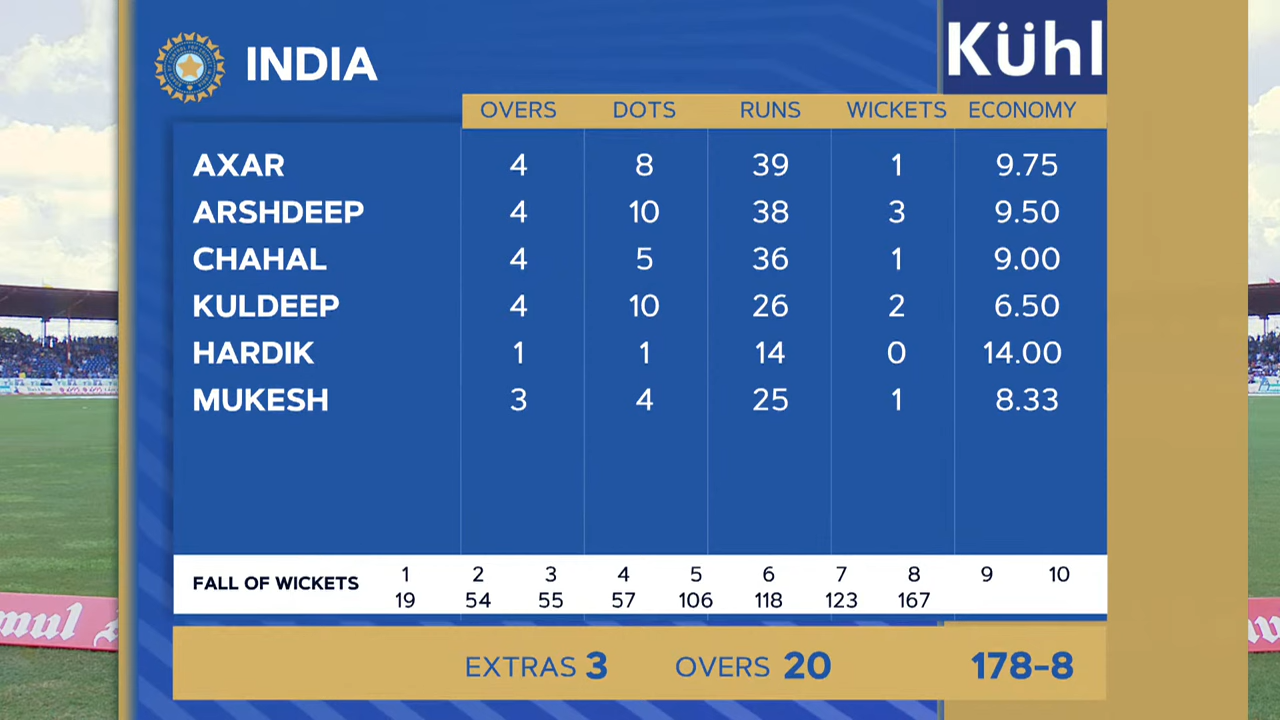 INDIA
Kühl
OVERS DOTS RUNS WICKETS ECONOMY
AXAR 4 8 39 1 9.75
ARSHDEEP 4 10 38 3 9.50
CHAHAL 4 5 36 1 9.00
KULDEEP 4 10 26 2 6.50
HARDIK 1 1 14 0 14.00
MUKESH 3 4 25 1 8.33
FALL OF WICKETS 1 2 3 4 5 6 7 8 9 10
19 54 55 57 106 118 123 167
EXTRAS 3 OVERS 20 178-8